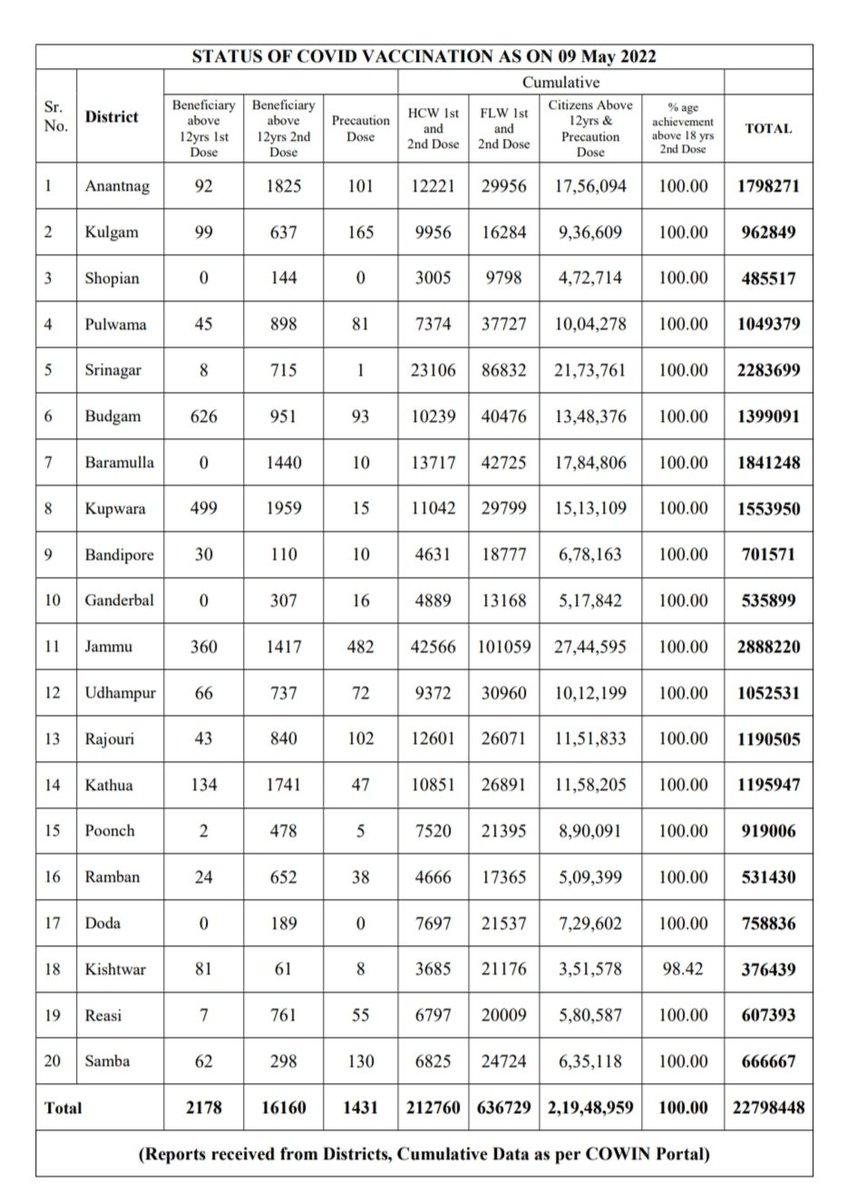 STATUS OF COVID VACCINATION AS ON 09 May 2022
Cumulative
Sr. No. District Beneficiary above 12yrs 1st Dose Beneficiary above 12yrs 2nd Dose Precaution Dose HCW 1st and 2nd Dose FLW 1st and 2nd Dose Citizens Above 12yrs & Precaution Dose % age achievement above 18 yrs 2nd Dose TOTAL
1 Anantnag 92 1825 101 12221 29956 17,56,094 100.00 1798271
2 Kulgam 99 637 165 9956 16284 9,36,609 100.00 962849
3 Shopian 0 144 0 3005 9798 4,72,714 100.00 485517
4 Pulwama 45 898 81 7374 37727 10,04,278 100.00 1049379
5 Srinagar 8 715 1 23106 86832 21,73,761 100.00 2283699
6 Budgam 626 951 93 10239 40476 13,48,376 100.00 1399091
7 Baramulla 0 1440 10 13717 42725 17,84,806 100.00 1841248
8 Kupwara 499 1959 15 11042 29799 15,13,109 100.00 1553950
9 Bandipore 30 110 10 4631 18777 6,78,163 100.00 701571
10 Ganderbal 0 307 16 4889 13168 5,17,842 100.00 535899
11 Jammu 360 1417 482 42566 101059 27,44,595 100.00 2888220
12 Udhampur 66 737 72 9372 30960 10,12,199 100.00 1052531
13 Rajouri 43 840 102 12601 26071 11,51,833 100.00 1190505
14 Kathua 134 1741 47 10851 26891 11,58,205 100.00 1195947
15 Poonch 2 478 5 7520 21395 8,90,091 100.00 919006
16 Ramban 24 652 38 4666 17365 5,09,399 100.00 531430
17 Doda 0 189 0 7697 21537 7,29,602 100.00 758836
18 Kishtwar 81 61 8 3685 21176 3,51,578 98.42 376439
19 Reasi 7 761 55 6797 20009 5,80,587 100.00 607393
20 Samba 62 298 130 6825 24724 6,35,118 100.00 666667
Total 2178 16160 1431 212760 636729 2,19,48,959 100.00 22798448
(Reports received from Districts, Cumulative Data as per COWIN Portal)